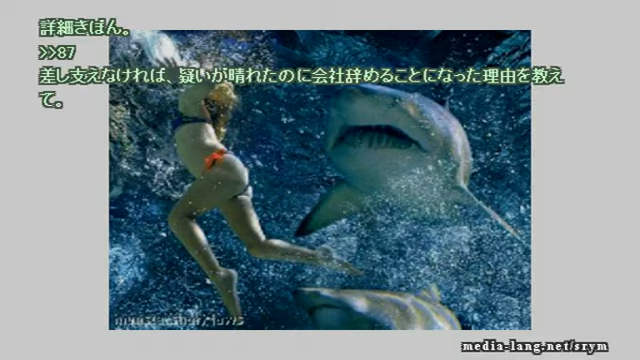 詳細きぼん。
>>87
差し支えなければ、疑いが晴れたのに会社辞めることになった理由を教え
て。
media-lang.net/srym